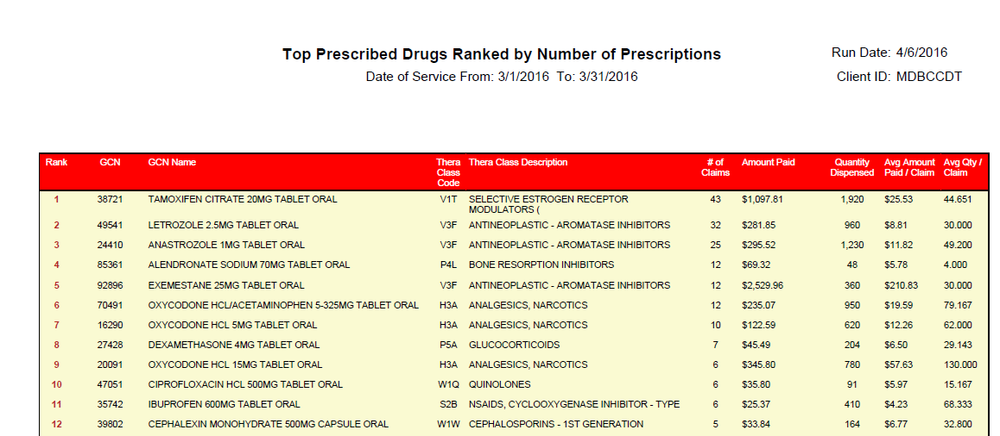 Top Prescribed Drugs Ranked by Number of Prescriptions
Run Date: 4/6/2016
Date of Service From: 3/1/2016 To: 3/31/2016
Client ID: MDBCCDT
Rank GCN GCN Name Thera Class Code Thera Class Description # of Claims Amount Paid Quantity Dispensed Avg Amount Paid / Claim Avg Qty / Claim
1 38721 TAMOXIFEN CITRATE 20MG TABLET ORAL V1T SELECTIVE ESTROGEN RECEPTOR MODULATORS ( 43 $1,097.81 1,920 $25.53 44.651
2 49541 LETROZOLE 2.5MG TABLET ORAL V3F ANTINEOPLASTIC - AROMATASE INHIBITORS 32 $281.85 960 $8.81 30.000
3 24410 ANASTROZOLE 1MG TABLET ORAL V3F ANTINEOPLASTIC - AROMATASE INHIBITORS 25 $295.52 1,230 $11.82 49.200
4 85361 ALENDRONATE SODIUM 70MG TABLET ORAL P4L BONE RESORPTION INHIBITORS 12 $69.32 48 $5.78 4.000
5 92896 EXEMESTANE 25MG TABLET ORAL V3F ANTINEOPLASTIC - AROMATASE INHIBITORS 12 $2,529.96 360 $210.83 30.000
6 70491 OXYCODONE HCL/ACETAMINOPHEN 5-325MG TABLET ORAL H3A ANALGESICS, NARCOTICS 12 $235.07 950 $19.59 79.167
7 16290 OXYCODONE HCL 5MG TABLET ORAL H3A ANALGESICS, NARCOTICS 10 $122.59 620 $12.26 62.000
8 27428 DEXAMETHASONE 4MG TABLET ORAL P5A GLUCOCORTICOIDS 7 $45.49 204 $6.50 29.143
9 20091 OXYCODONE HCL 15MG TABLET ORAL H3A ANALGESICS, NARCOTICS 6 $345.80 780 $57.63 130.000
10 47051 CIPROFLOXACIN HCL 500MG TABLET ORAL W1Q QUINOLONES 6 $35.80 91 $5.97 15.167
11 35742 IBUPROFEN 600MG TABLET ORAL S2B NSAIDS, CYCLOOXYGENASE INHIBITOR - TYPE 6 $25.37 410 $4.23 68.333
12 39802 CEPHALEXIN MONOHYDRATE 500MG CAPSULE ORAL W1W CEPHALOSPORINS - 1ST GENERATION 5 $33.84 164 $6.77 32.800